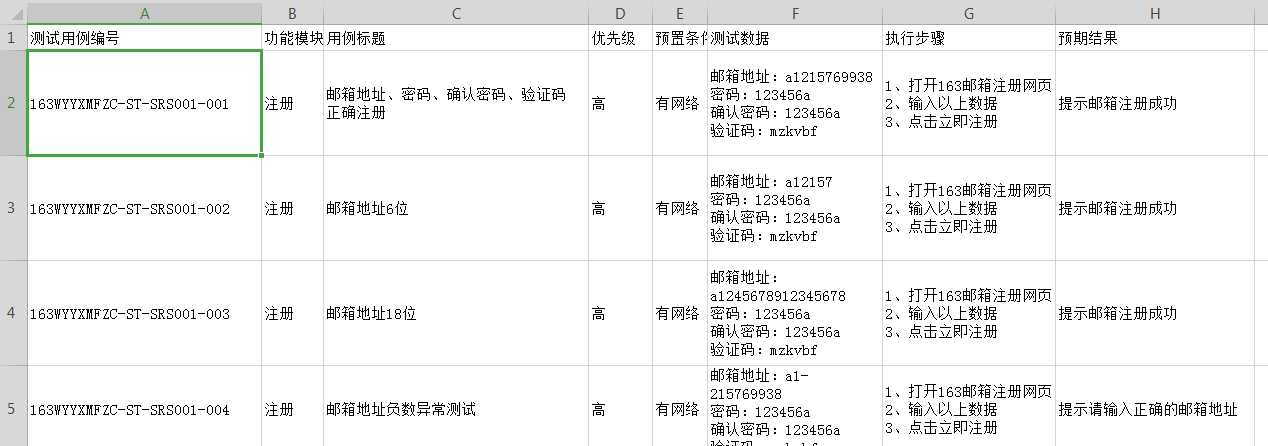 A B C D E F G H
1 测试用例编号 功能模块 用例标题 优先级 预置条件 测试数据 执行步骤 预期结果
2 163WYYXMFZC-ST-SRS001-001 注册 邮箱地址、密码、确认密码、验证码
正确注册 高 有网络 邮箱地址：a1215769938
密码：123456a
确认密码：123456a
验证码：mzkvbf 1、打开163邮箱注册网页
2、输入以上数据
3、点击立即注册 提示邮箱注册成功
3 163WYYXMFZC-ST-SRS001-002 注册 邮箱地址6位 高 有网络 邮箱地址：a12157
密码：123456a
确认密码：123456a
验证码：mzkvbf 1、打开163邮箱注册网页
2、输入以上数据
3、点击立即注册 提示邮箱注册成功
4 163WYYXMFZC-ST-SRS001-003 注册 邮箱地址18位 高 有网络 邮箱地址：
a1245678912345678
密码：123456a
确认密码：123456a
验证码：mzkvbf 1、打开163邮箱注册网页
2、输入以上数据
3、点击立即注册 提示邮箱注册成功
5 163WYYXMFZC-ST-SRS001-004 注册 邮箱地址负数异常测试 高 有网络 邮箱地址：a1-
215769938
密码：123456a
确认密码：123456a
1、打开163邮箱注册网页
2、输入以上数据
3、点击立即注册 提示请输入正确的邮箱地址